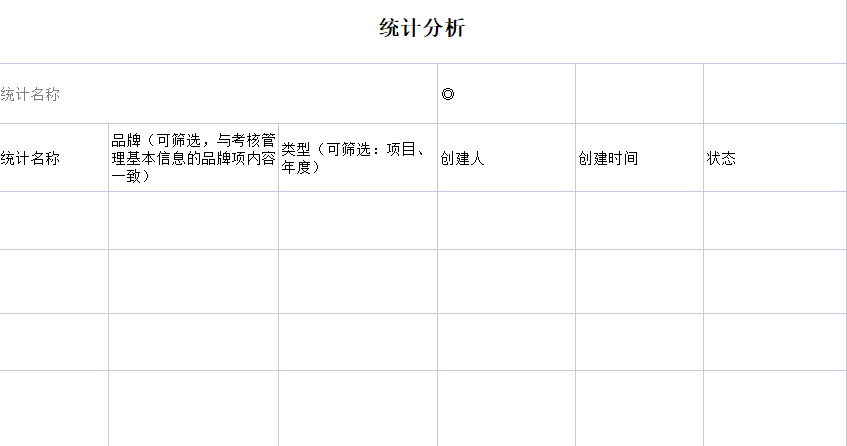 统计分析
统计名称
◎
统计名称
品牌（可筛选，与考核管
理基本信息的品牌项内容
一致）
类型（可筛选：项目、
年度）
创建人
创建时间
状态